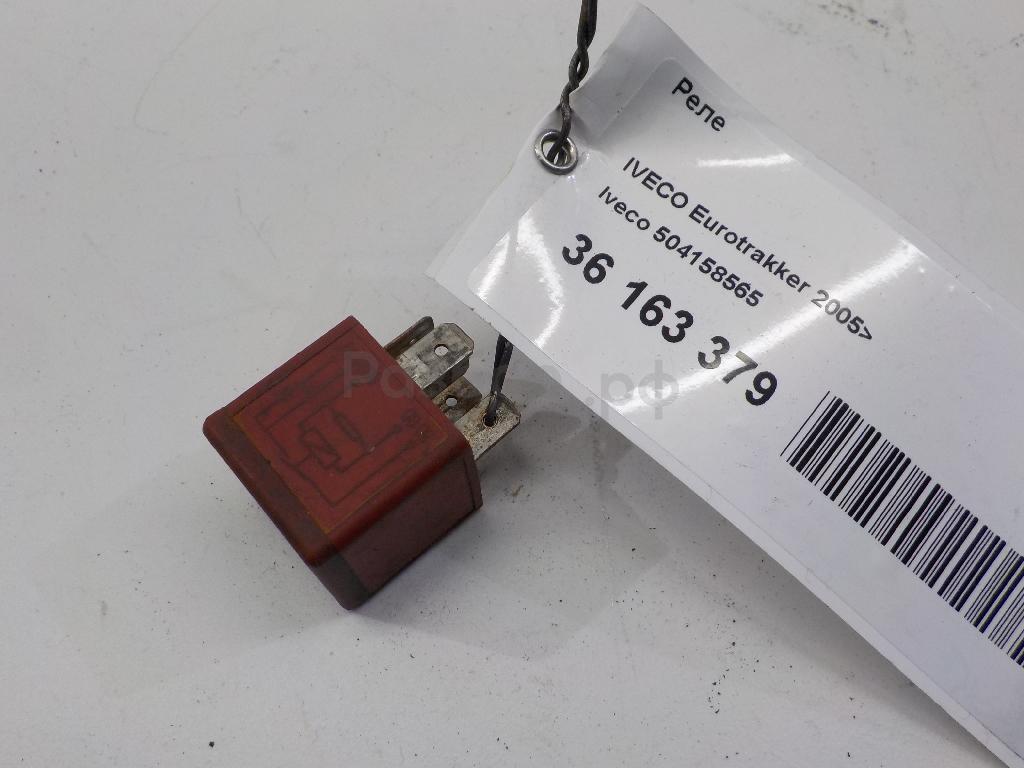 Реле
IVECO Eurotrakker 2005>
Iveco 504158565
36 163 379